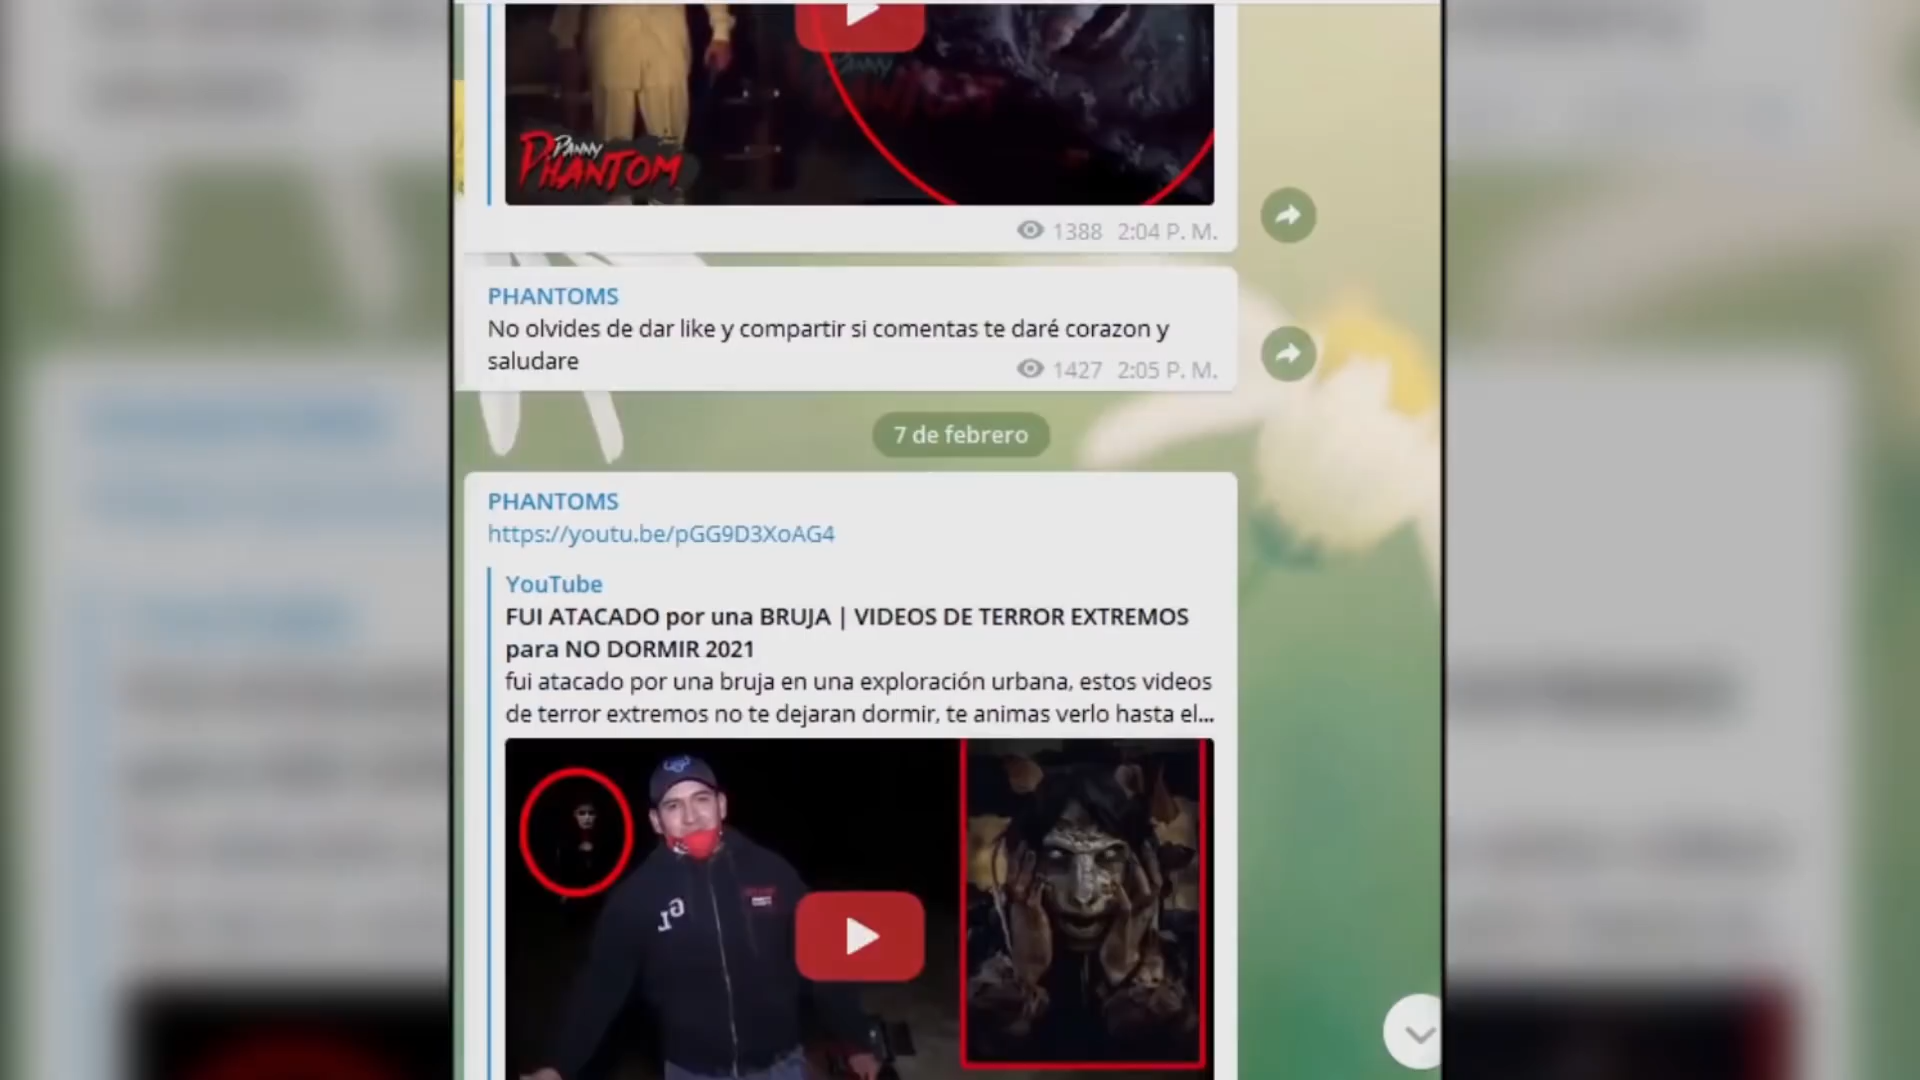 DANNY
PHANTOM
1388 2:04 P. M.
PHANTOMS
No olvides de dar like y compartir si comentas te daré corazon y
saludare
1427 2:05 P. M.
7 de febrero
PHANTOMS
https://youtu.be/pGG9D3XoAG4
YouTube
FUI ATACADO por una BRUJA | VIDEOS DE TERROR EXTREMOS
para NO DORMIR 2021
fui atacado por una bruja en una exploración urbana, estos videos
de terror extremos no te dejaran dormir, te animas verlo hasta el...